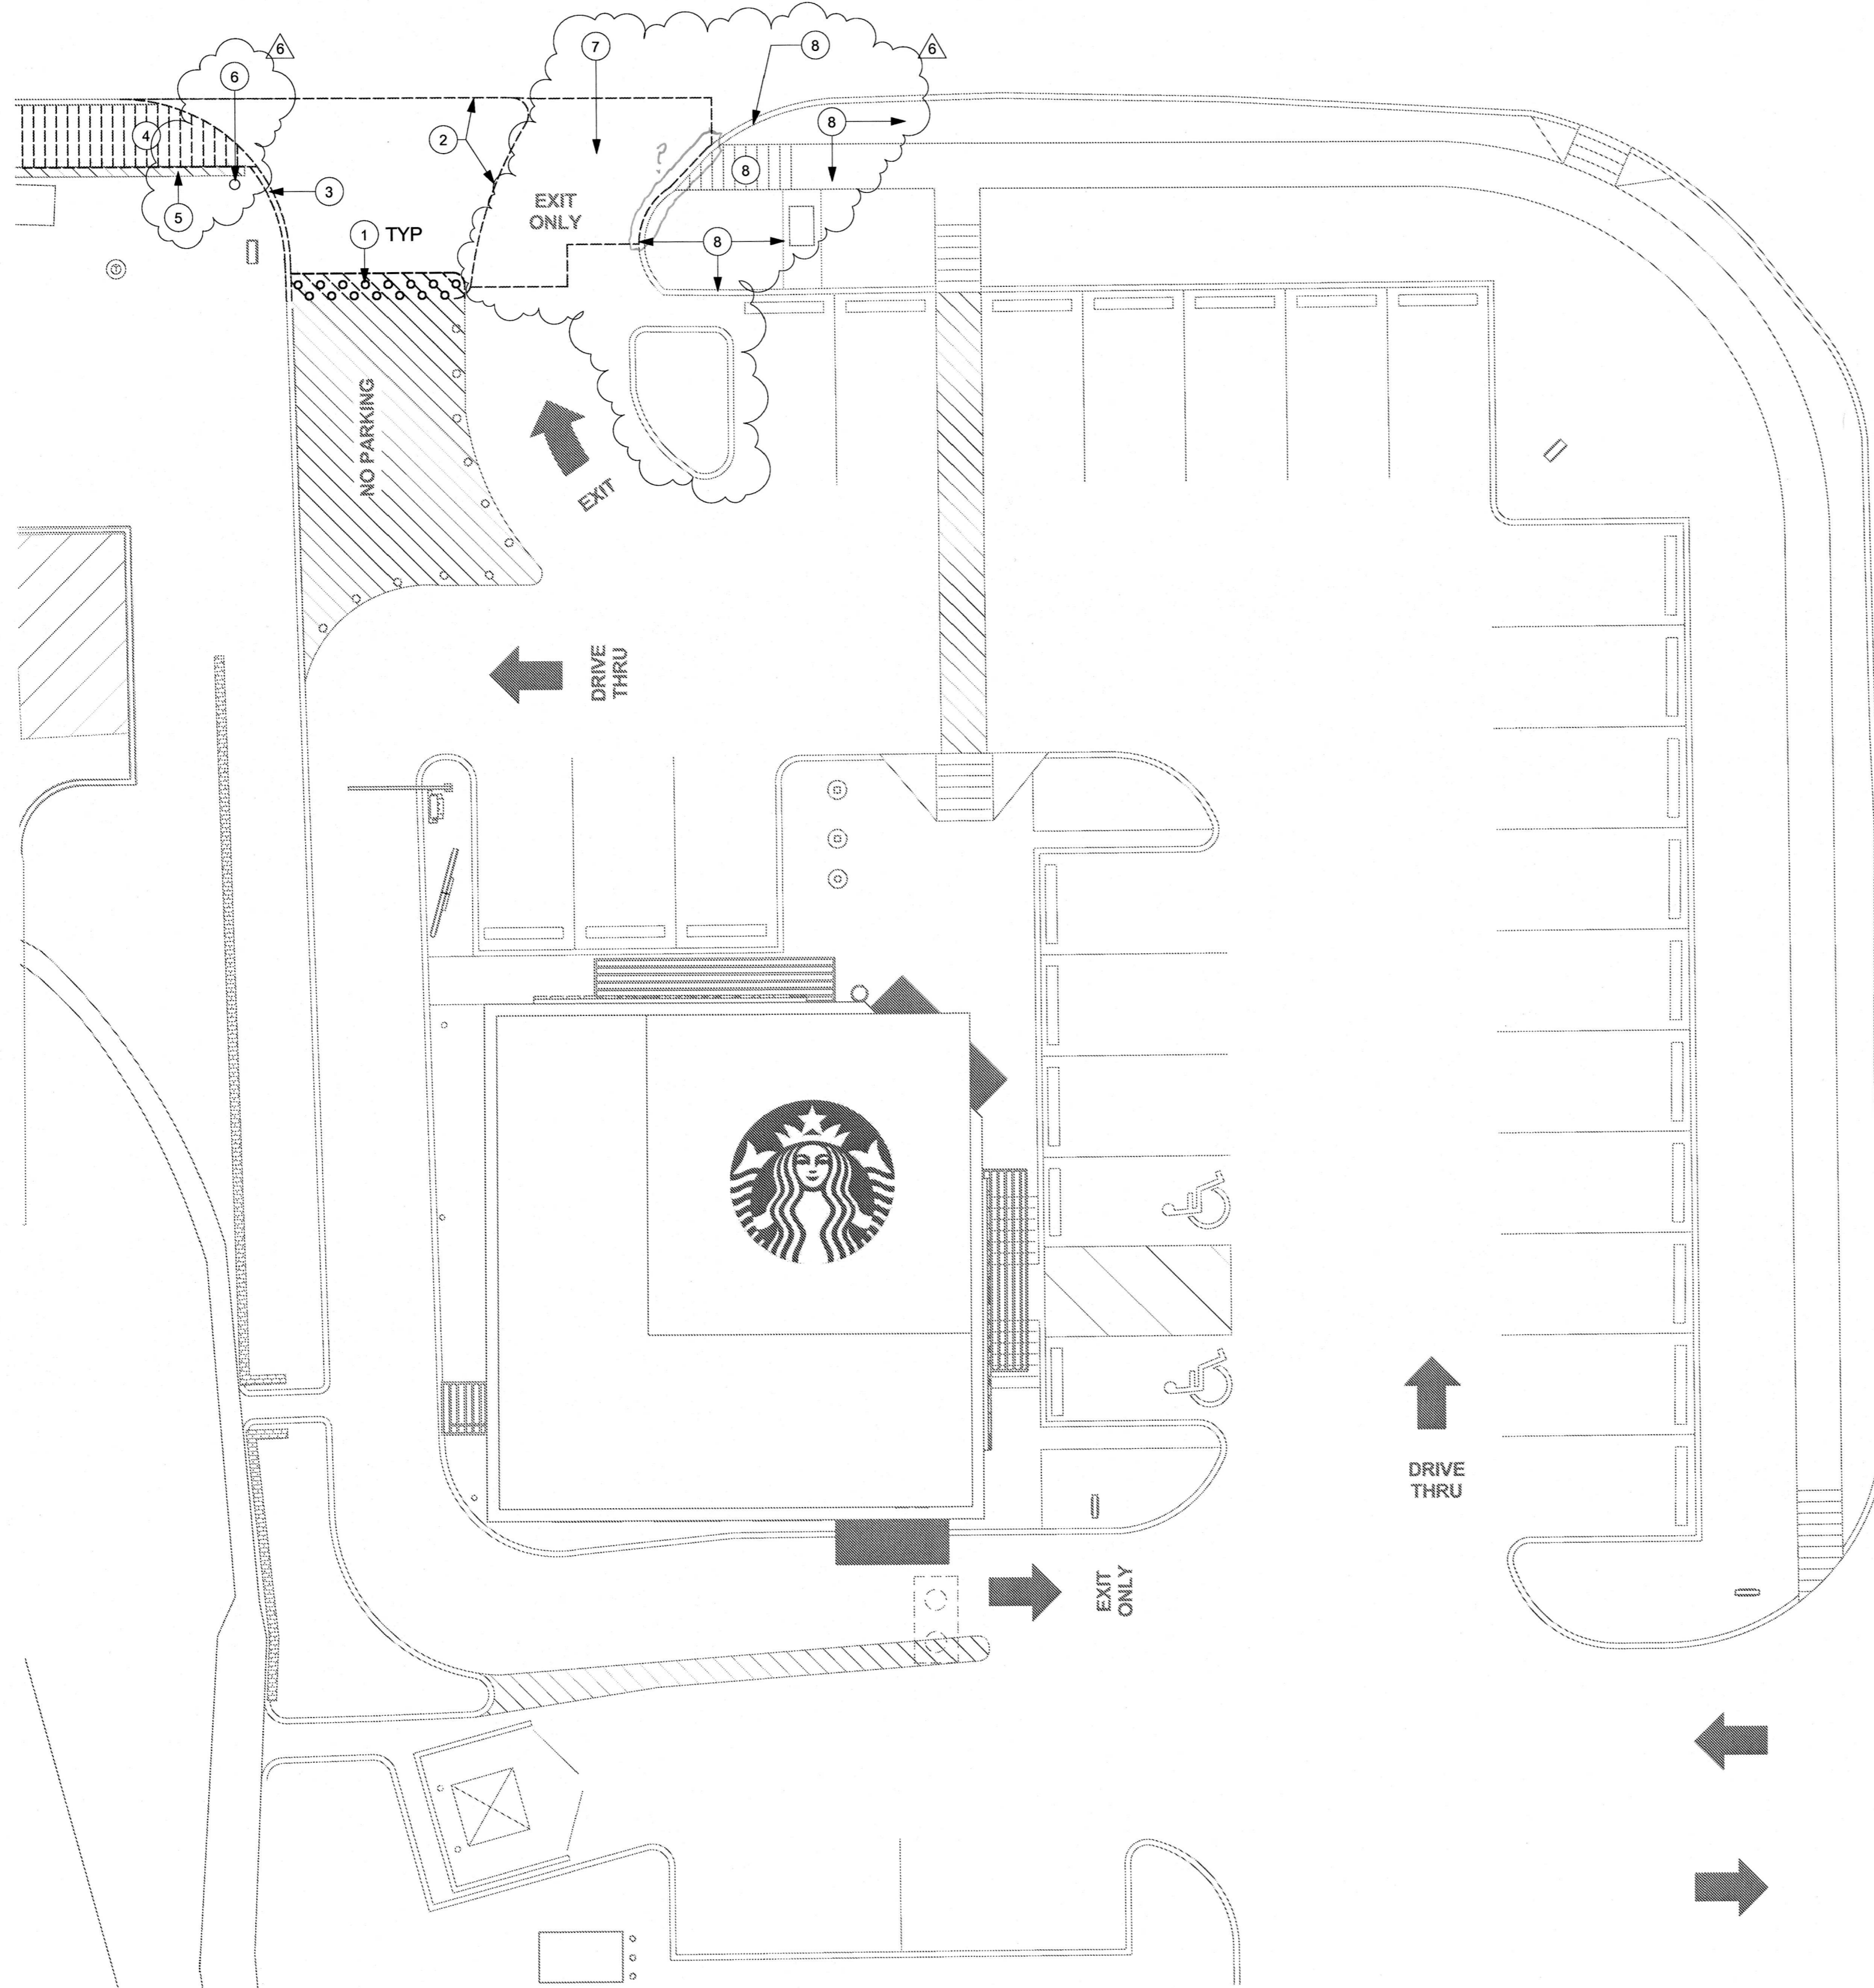 6
6
7
8
6
8
4
2
?
8
5
3
EXIT
ONLY
1 TYP
8
NO PARKING
EXIT
DRIVE
THRU
DRIVE
THRU
EXIT
ONLY